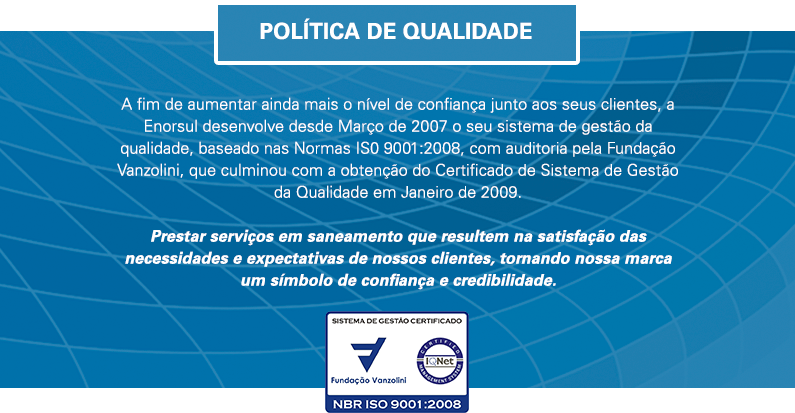 POLÍTICA DE QUALIDADE
A fim de aumentar ainda mais o nível de confiança junto aos seus clientes, a
Enorsul desenvolve desde Março de 2007 o seu sistema de gestão da
qualidade, baseado nas Normas IS0 9001:2008, com auditoria pela Fundação
Vanzolini, que culminou com a obtenção do Certificado de Sistema de Gestão
da Qualidade em Janeiro de 2009.
Prestar serviços em saneamento que resultem na satisfação das
necessidades e expectativas de nossos clientes, tornando nossa marca
um símbolo de confiança e credibilidade.
SISTEMA DE GESTÃO CERTIFICADO
Fundação Vanzolini
CERTIFIED
IQNet
MANAGEMENT SYSTEM
NBR ISO 9001:2008